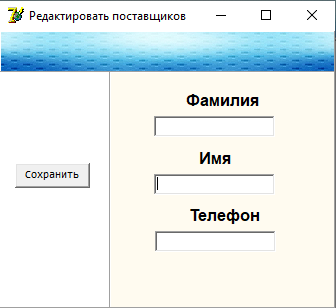 Редактировать поставщиков
Фамилия
Имя
Сохранить
Телефон